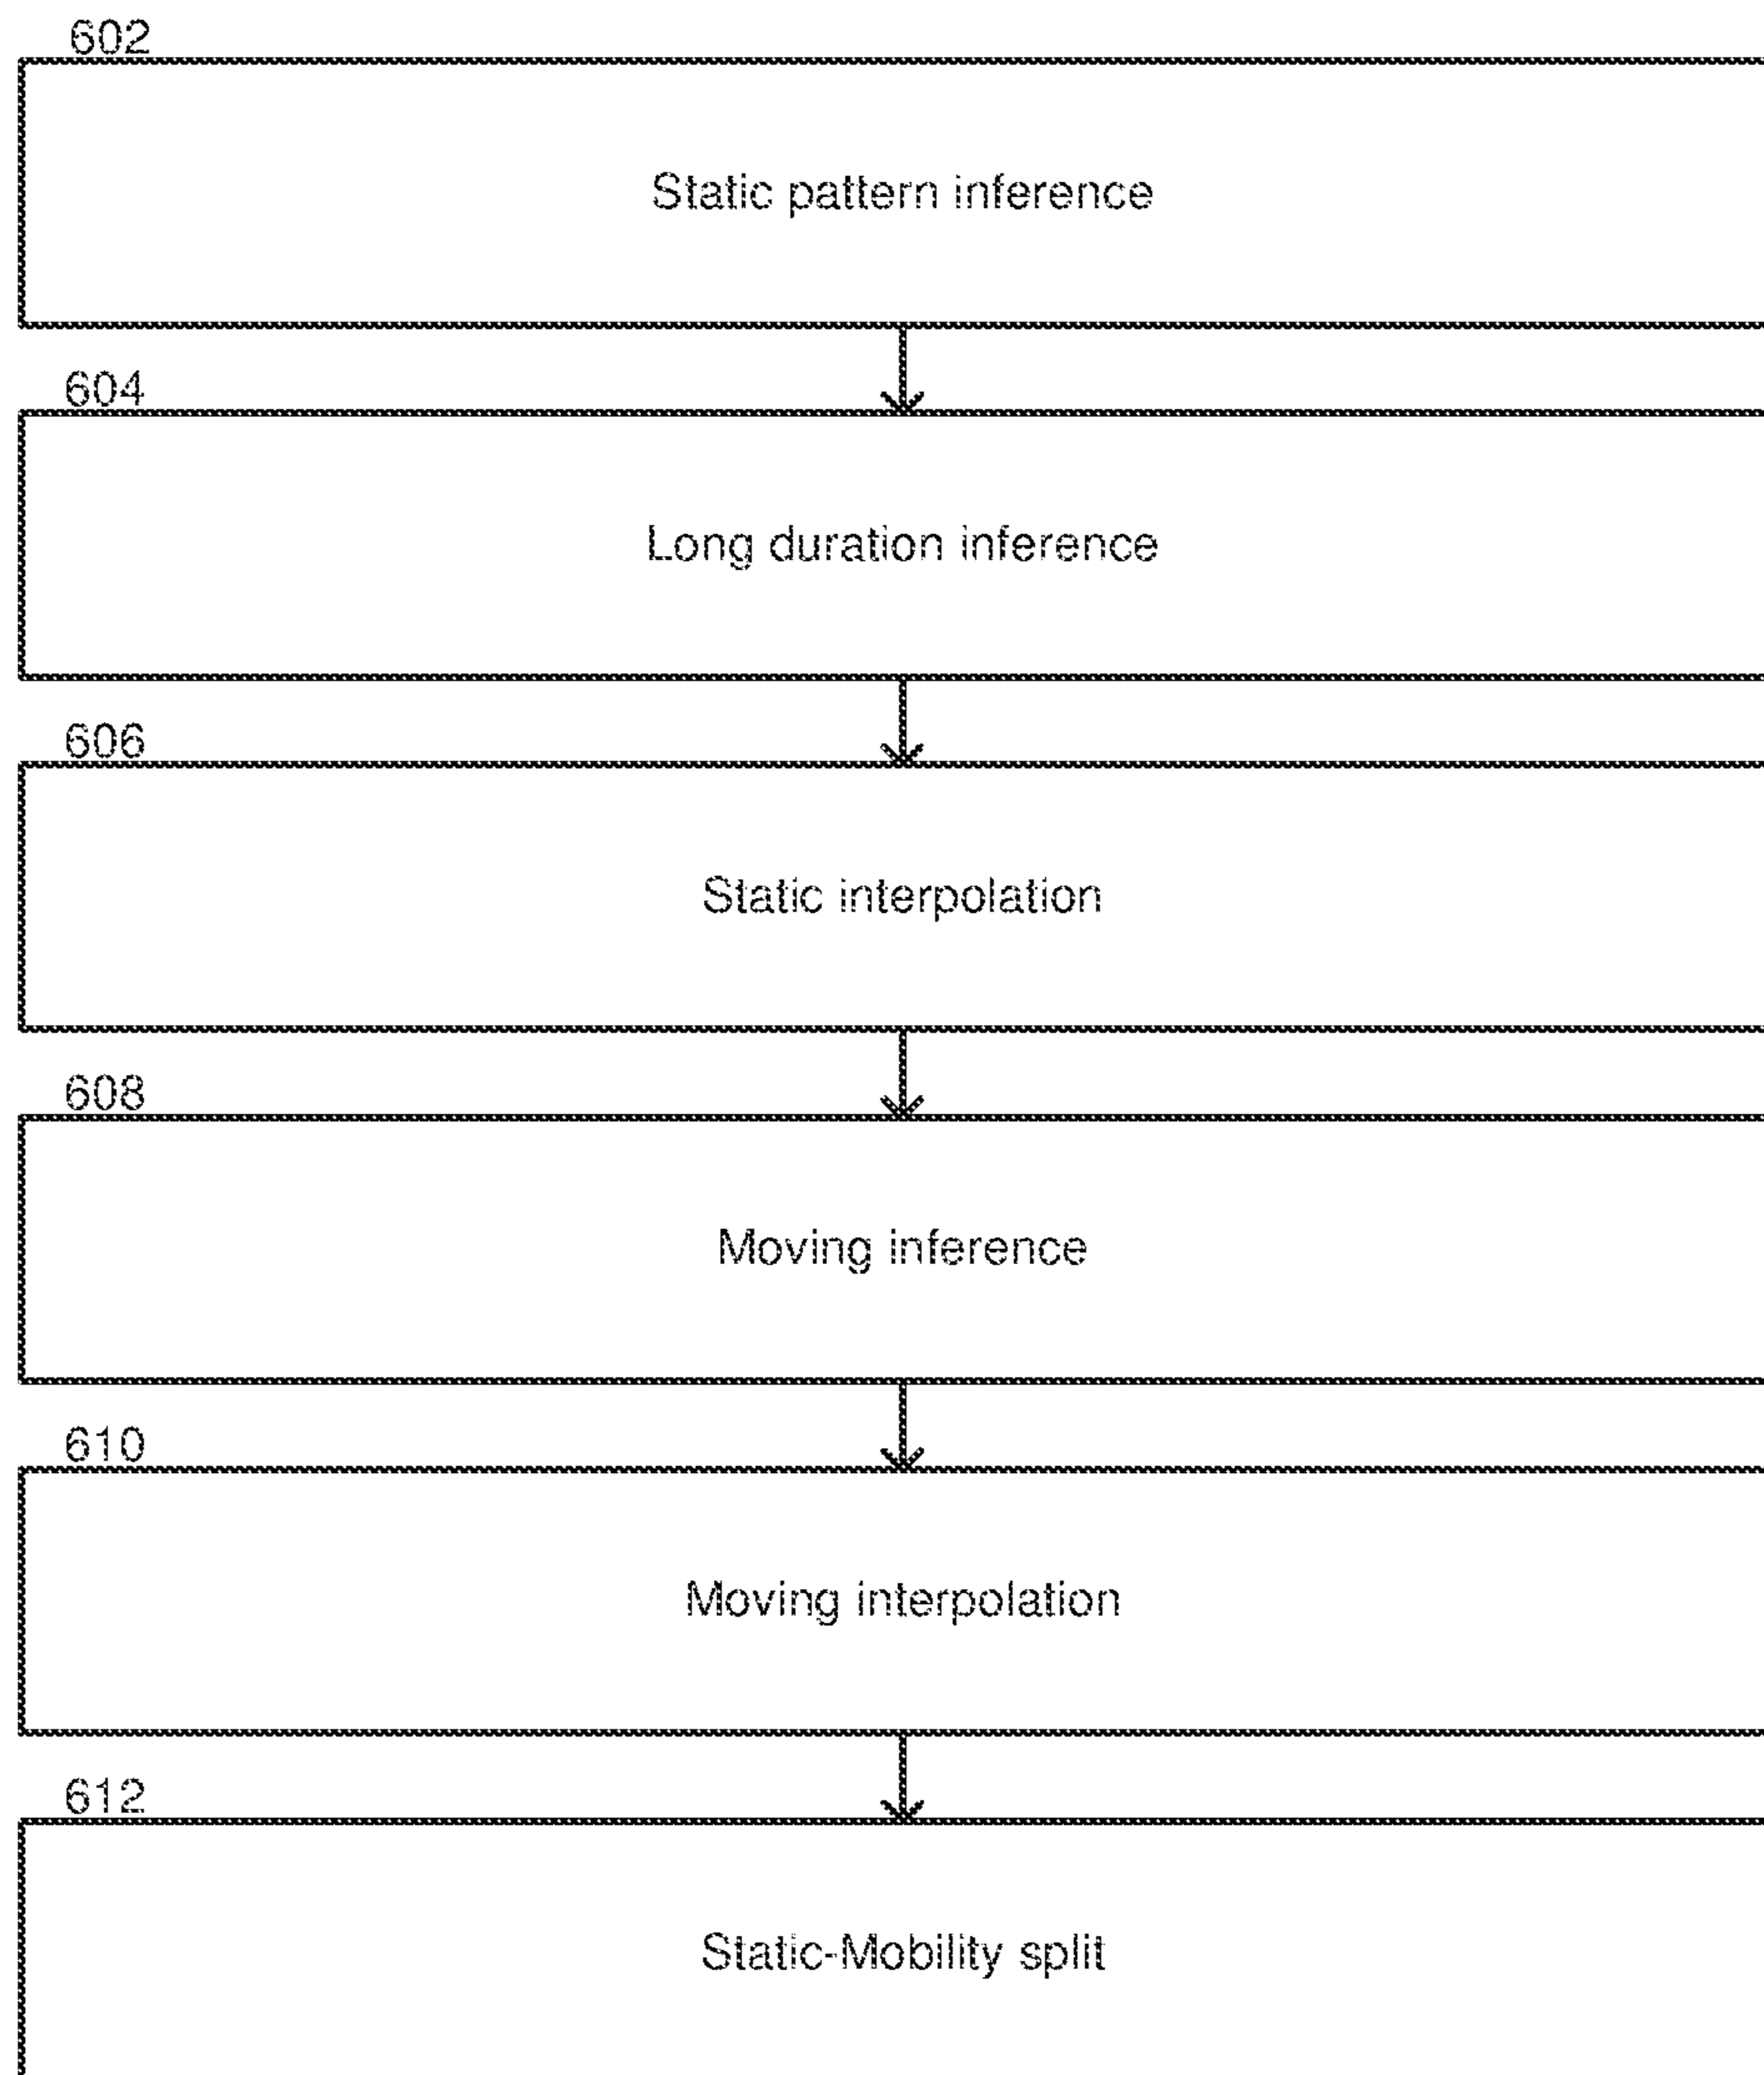 602
Static pattern inference
604
Long duration inference
606
Static interpolation
608
Moving inference
610
Moving interpolation
612
Static-Mobility split